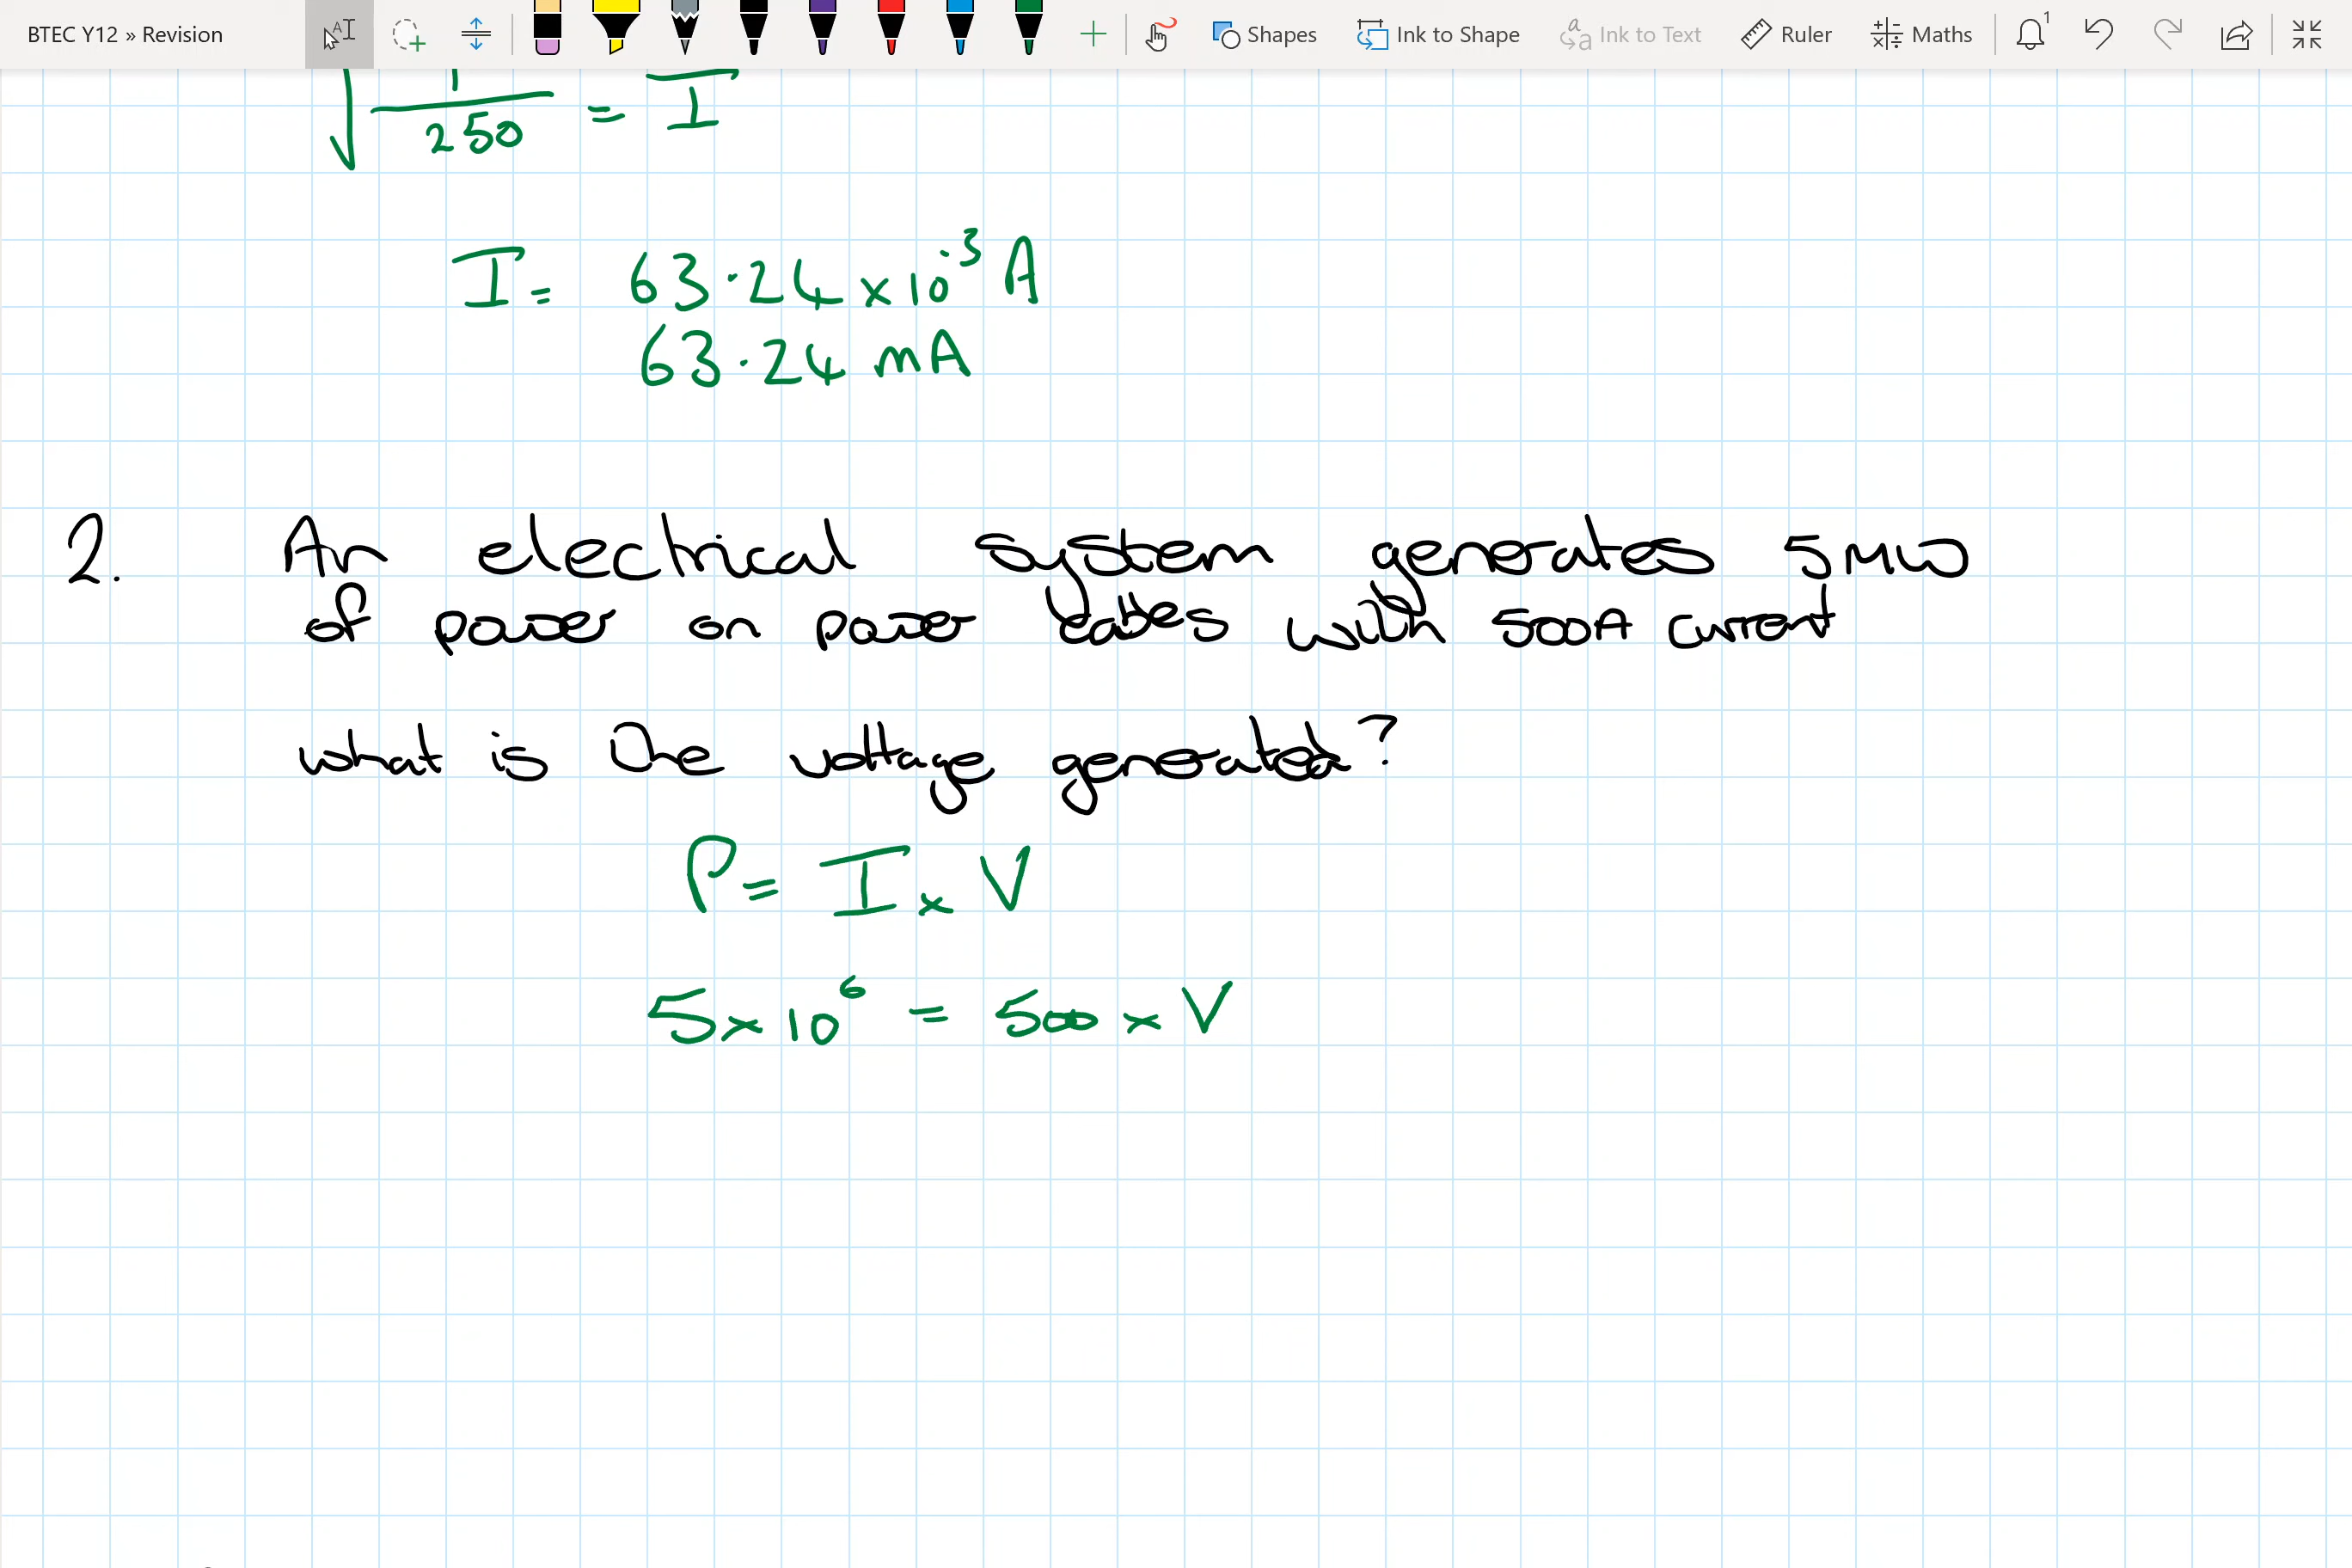 BTEC Y12 » Revision Shapes Ink to Shape Ink to Text Ruler Maths 1
√1/250 = I
I = 63.24 x 10⁻³ A
63.24 mA
2. An electrical system generates 5MW
of power on power cables with 500A current
what is the voltage generated?
P = I x V
5 x 10⁶ = 500 x V